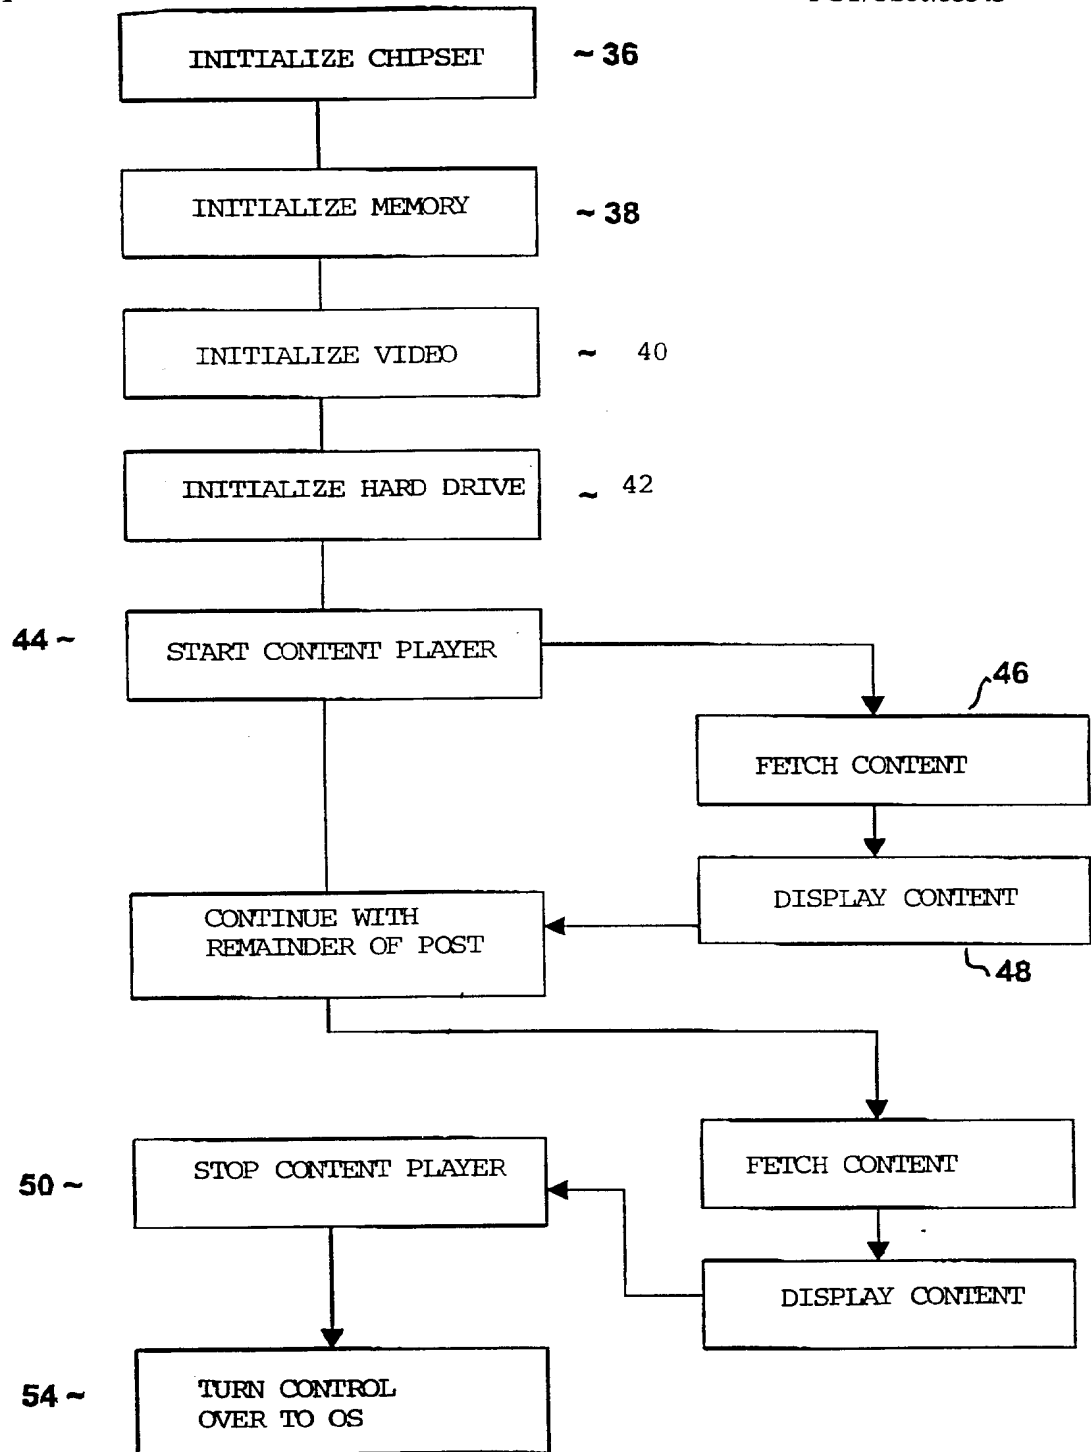 INITIALIZE CHIPSET ~ 36
INITIALIZE MEMORY ~ 38
INITIALIZE VIDEO ~ 40
INITIALIZE HARD DRIVE ~ 42
44 ~ START CONTENT PLAYER
46
FETCH CONTENT
DISPLAY CONTENT
48
CONTINUE WITH
REMAINDER OF POST
FETCH CONTENT
50 ~ STOP CONTENT PLAYER
DISPLAY CONTENT
54 ~ TURN CONTROL
OVER TO OS